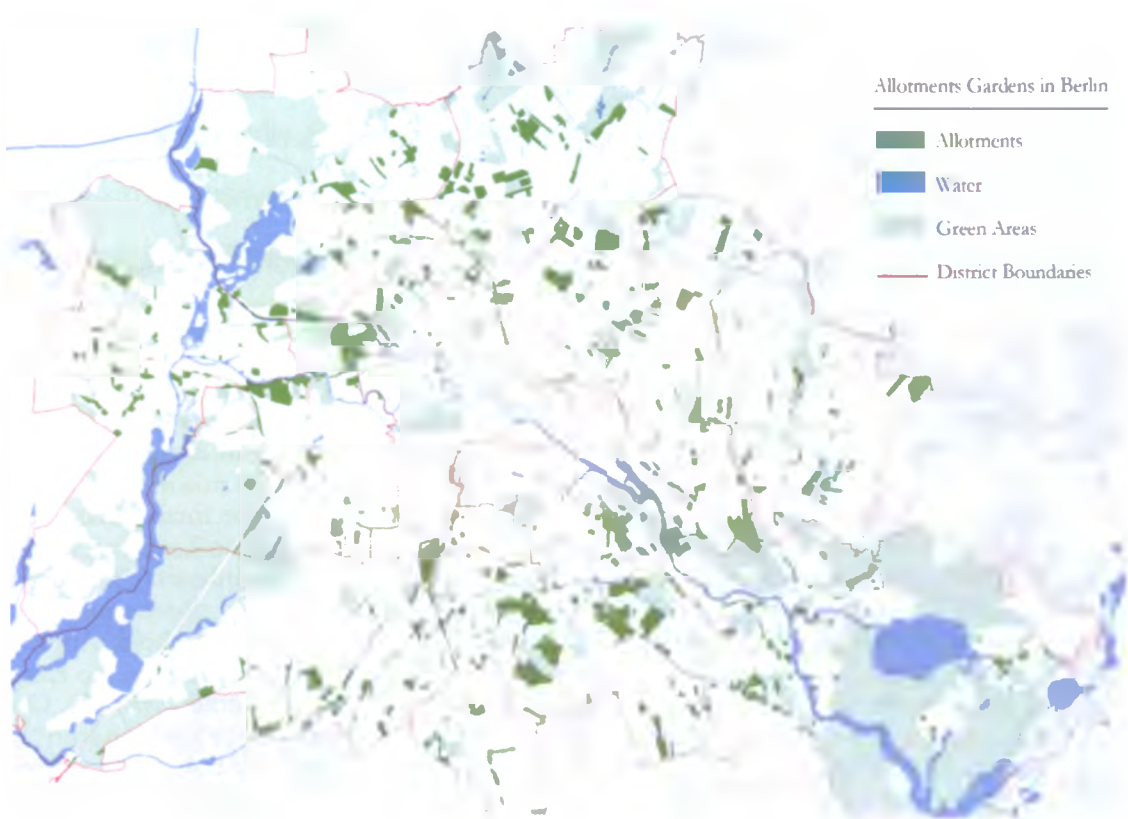 Allotments Gardens in Berlin
Allotments
Water
Green Areas
District Boundaries